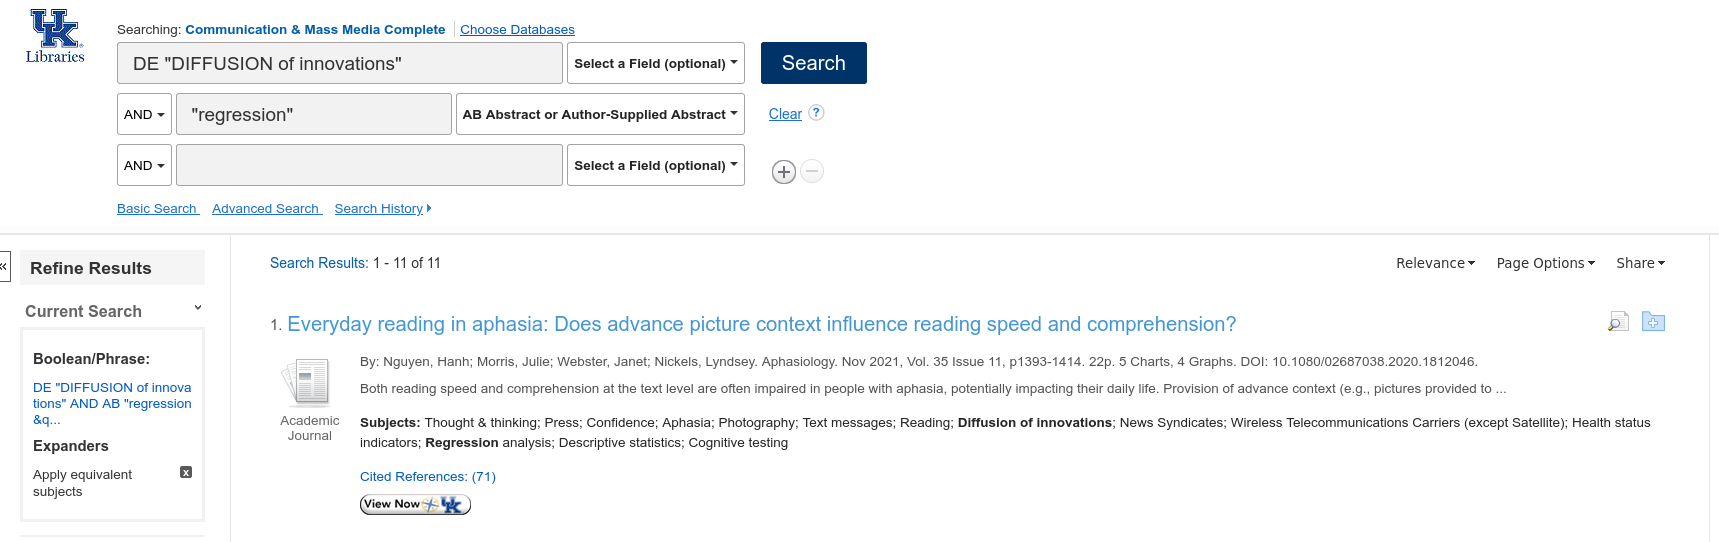 UK
Libraries
Searching: Communication & Mass Media Complete Choose Databases
DE "DIFFUSION of innovations" Select a Field (optional) Search
AND "regression" AB Abstract or Author-Supplied Abstract Clear ?
AND Select a Field (optional)
Basic Search Advanced Search Search History
«
Refine Results
Current Search
Boolean/Phrase:
DE "DIFFUSION of innova
tions" AND AB "regression
&q...
Expanders
Apply equivalent x
subjects
Search Results: 1 - 11 of 11 Relevance Page Options Share
1. Everyday reading in aphasia: Does advance picture context influence reading speed and comprehension?
Academic
Journal
By: Nguyen, Hanh; Morris, Julie; Webster, Janet; Nickels, Lyndsey. Aphasiology. Nov 2021, Vol. 35 Issue 11, p1393-1414. 22p. 5 Charts, 4 Graphs. DOI: 10.1080/02687038.2020.1812046.
Both reading speed and comprehension at the text level are often impaired in people with aphasia, potentially impacting their daily life. Provision of advance context (e.g., pictures provided to ...
Subjects: Thought & thinking; Press; Confidence; Aphasia; Photography; Text messages; Reading; Diffusion of innovations; News Syndicates; Wireless Telecommunications Carriers (except Satellite); Health status
indicators; Regression analysis; Descriptive statistics; Cognitive testing
Cited References: (71)
View Now UK